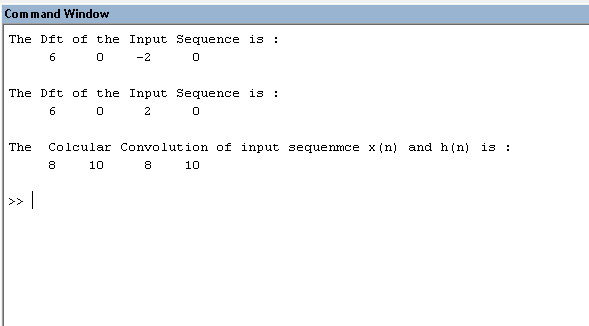 Command Window
The Dft of the Input Sequence is :
6 0 -2 0
The Dft of the Input Sequence is :
6 0 2 0
The Colcular Convolution of input sequenmce x(n) and h(n) is :
8 10 8 10
>>